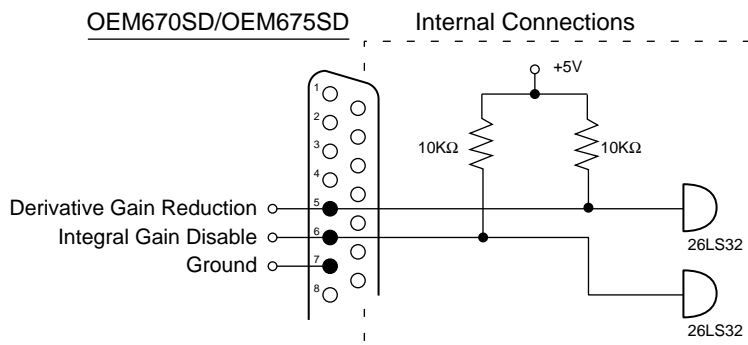 OEM670SD/OEM675SD
Internal Connections
+5V
1
2
3
4
10KΩ
10KΩ
Derivative Gain Reduction
5
Integral Gain Disable
6
26LS32
Ground
7
8
26LS32